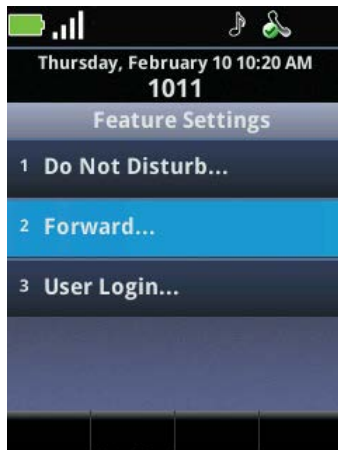 Thursday, February 10 10:20 AM
1011
Feature Settings
1 Do Not Disturb...
2 Forward...
3 User Login...